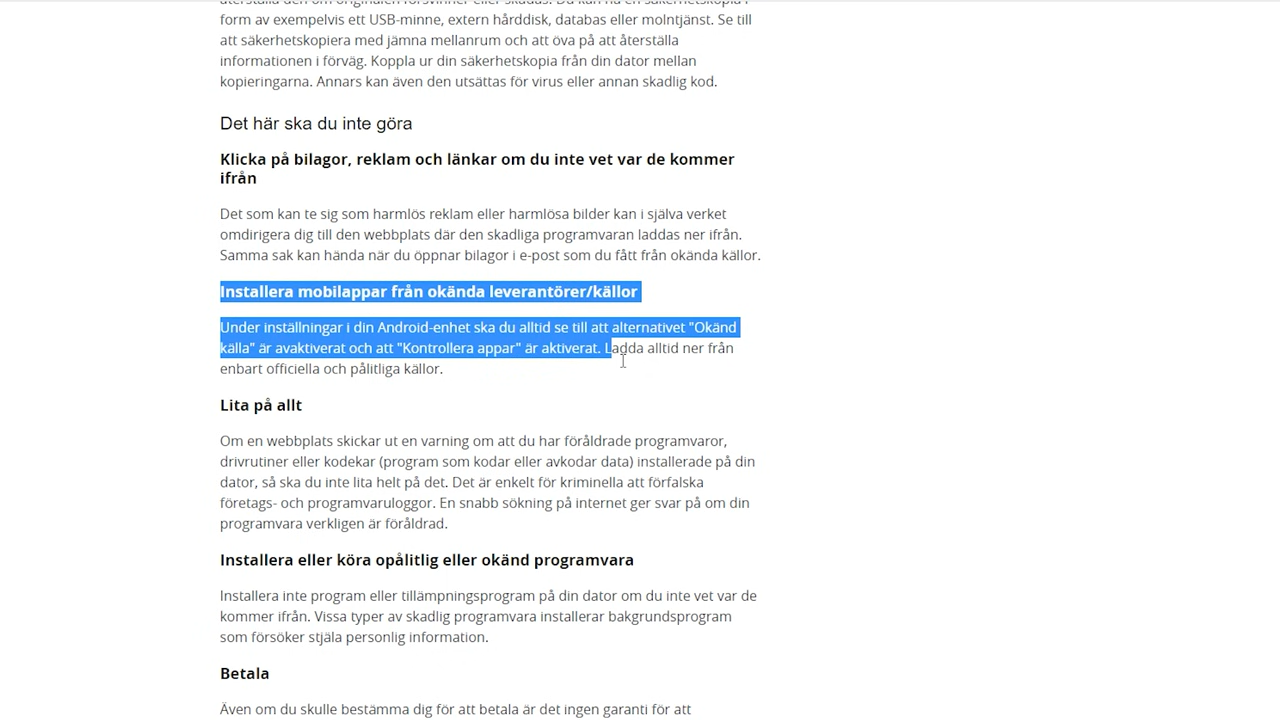 återställa den om originalen försvinner eller skadas. Du kan ha en säkerhetskopia i
form av exempelvis ett USB-minne, extern hårddisk, databas eller molntjänst. Se till
att säkerhetskopiera med jämna mellanrum och att öva på att återställa
informationen i förväg. Koppla ur din säkerhetskopia från din dator mellan
kopieringarna. Annars kan även den utsättas för virus eller annan skadlig kod.
Det här ska du inte göra
Klicka på bilagor, reklam och länkar om du inte vet var de kommer
ifrån
Det som kan te sig som harmlös reklam eller harmlösa bilder kan i själva verket
omdirigera dig till den webbplats där den skadliga programvaran laddas ner ifrån.
Samma sak kan hända när du öppnar bilagor i e-post som du fått från okända källor.
Installera mobilappar från okända leverantörer/källor
Under inställningar i din Android-enhet ska du alltid se till att alternativet "Okänd
källa" är avaktiverat och att "Kontrollera appar" är aktiverat. Ladda alltid ner från
enbart officiella och pålitliga källor.
Lita på allt
Om en webbplats skickar ut en varning om att du har föråldrade programvaror,
drivrutiner eller kodekar (program som kodar eller avkodar data) installerade på din
dator, så ska du inte lita helt på det. Det är enkelt för kriminella att förfalska
företags- och programvaruloggor. En snabb sökning på internet ger svar på om din
programvara verkligen är föråldrad.
Installera eller köra opålitlig eller okänd programvara
Installera inte program eller tillämpningsprogram på din dator om du inte vet var de
kommer ifrån. Vissa typer av skadlig programvara installerar bakgrundsprogram
som försöker stjäla personlig information.
Betala
Även om du skulle bestämma dig för att betala är det ingen garanti för att